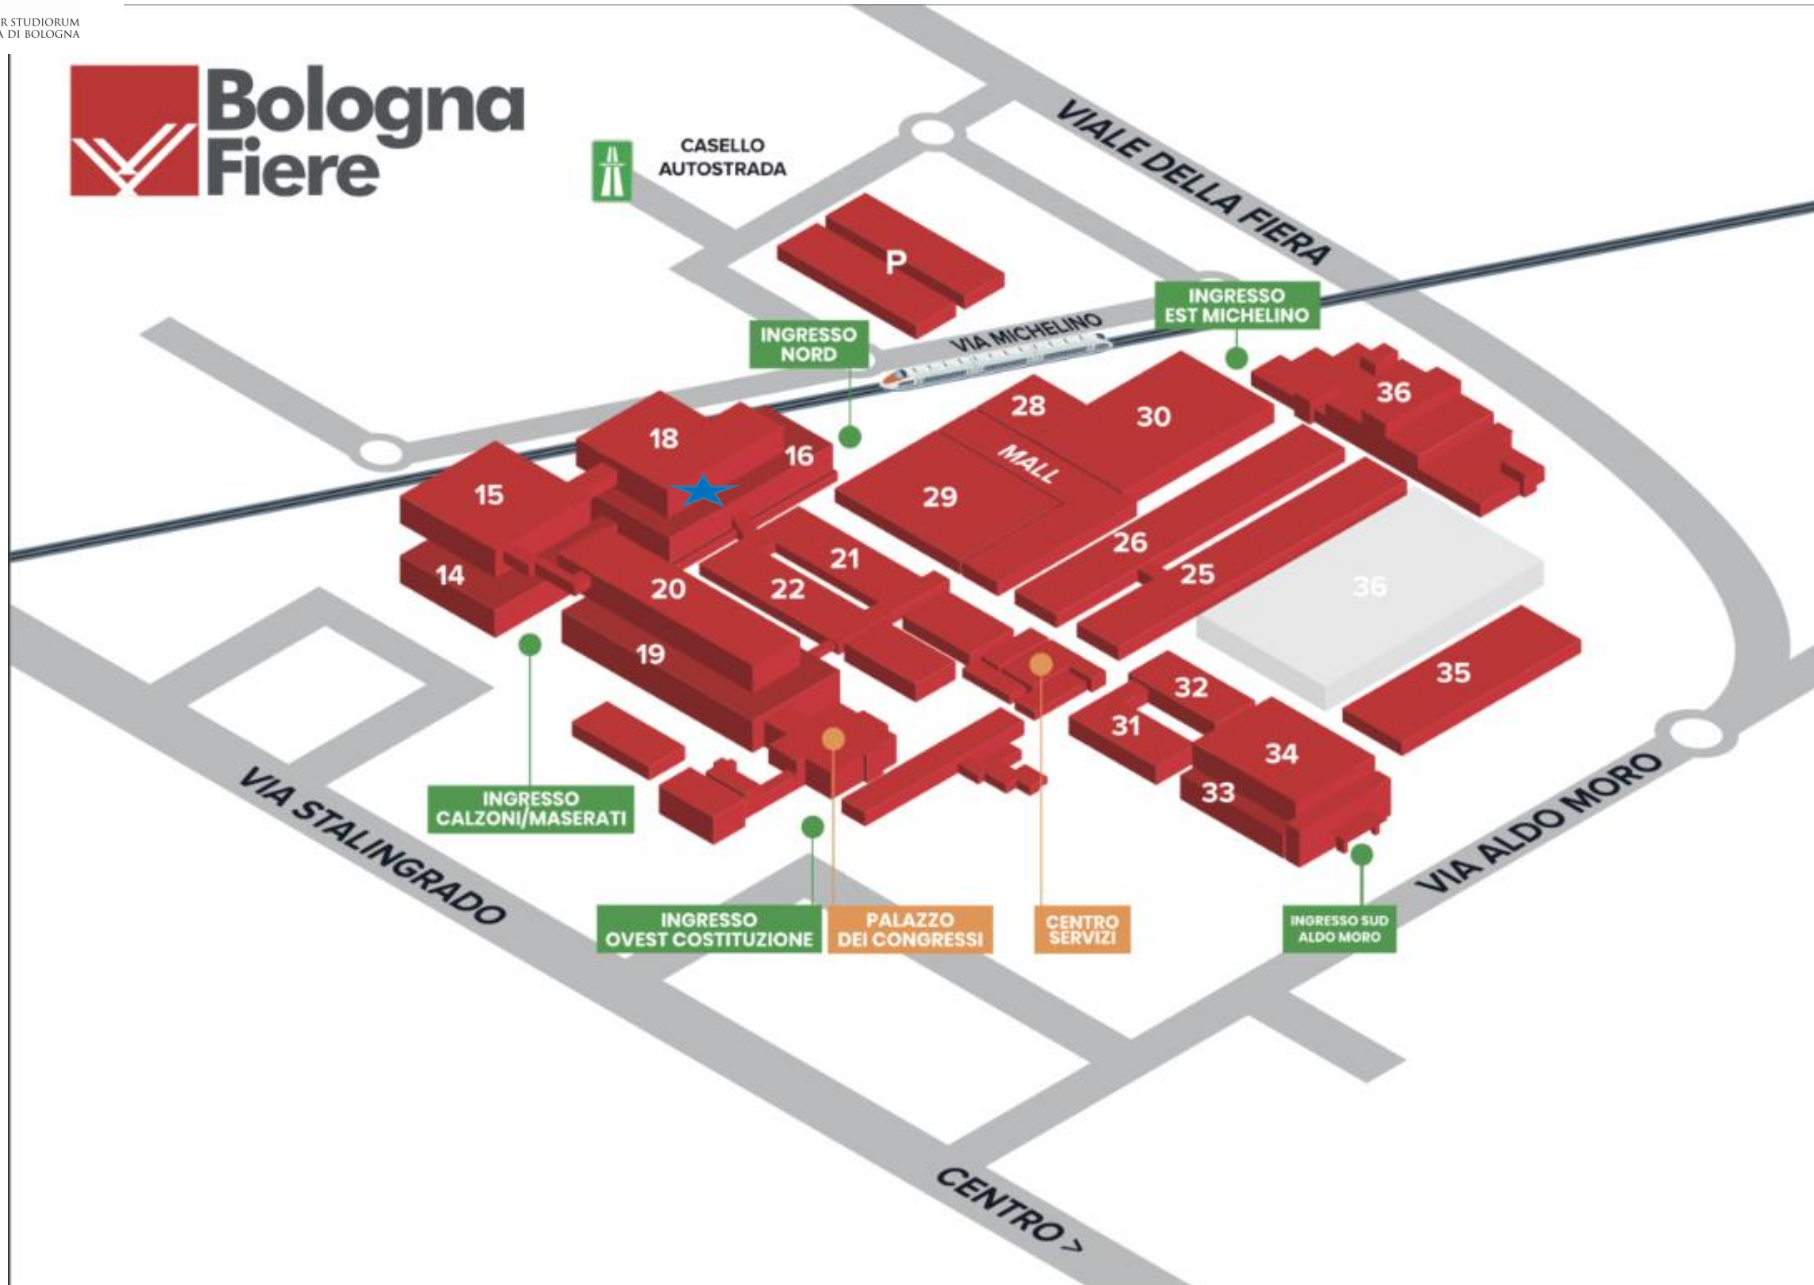 R STUDIORUM
A DI BOLOGNA
Bologna
Fiere
CASELLO
AUTOSTRADA
VIALE DELLA FIERA
P
INGRESSO
EST MICHELINO
INGRESSO
NORD
VIA MICHELINO
36
28
30
18
16
MALL
15
29
26
21
14
20
22
25
36
19
32
35
31
34
33
INGRESSO
CALZONI/MASERATI
VIA STALINGRADO
VIA ALDO MORO
INGRESSO
OVEST COSTITUZIONE
PALAZZO
DEI CONGRESSI
CENTRO
SERVIZI
INGRESSO SUD
ALDO MORO
CENTRO >